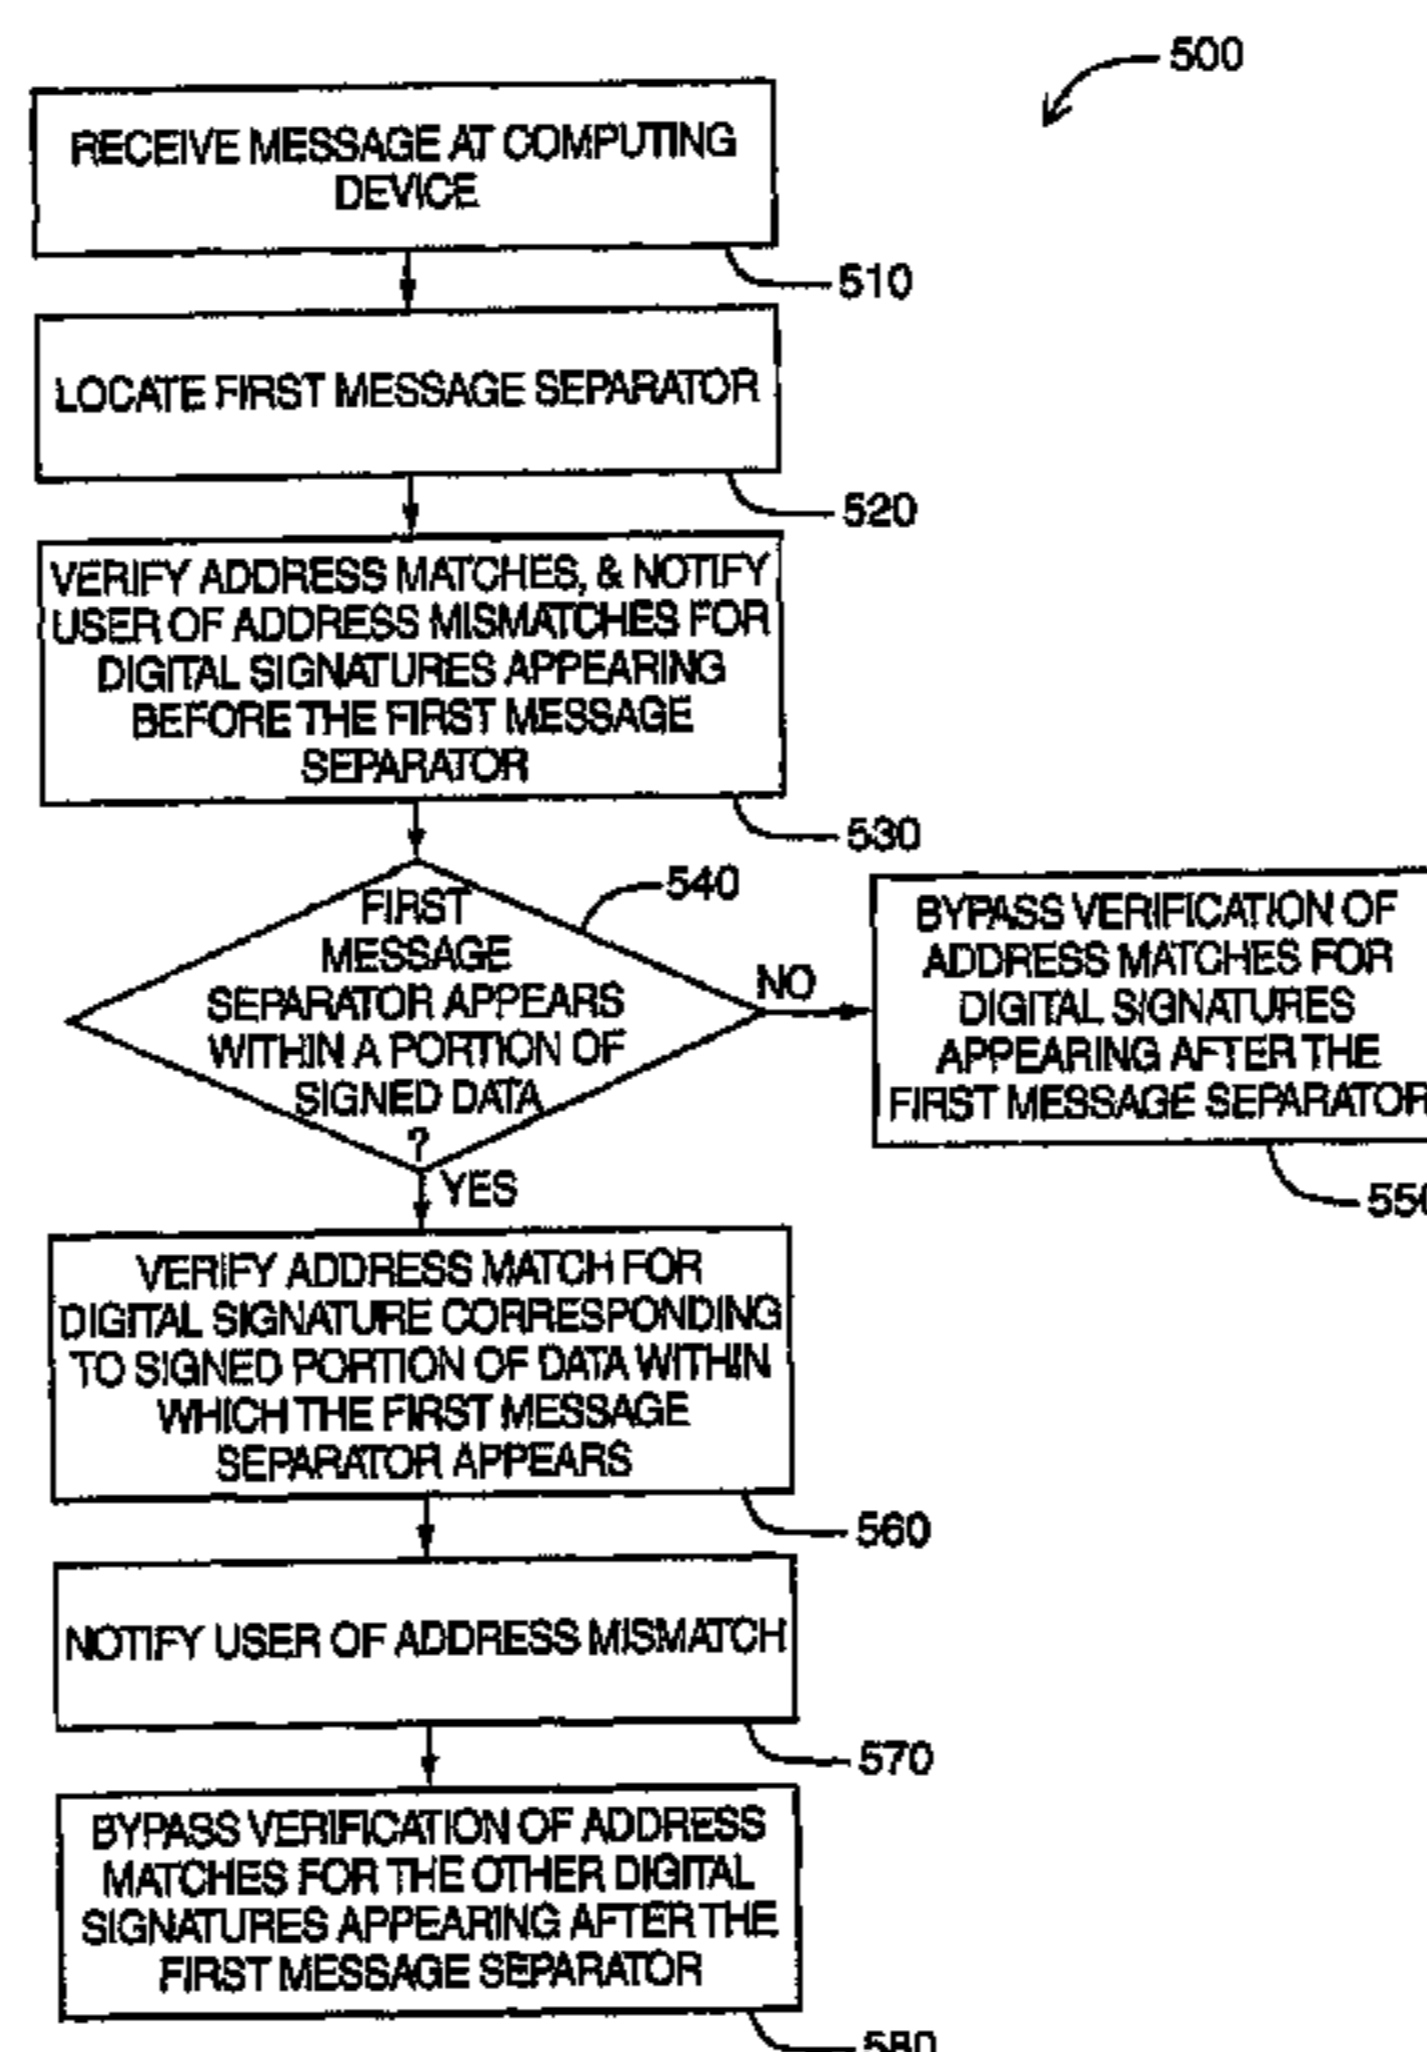 500
RECEIVE MESSAGE AT COMPUTING
DEVICE
510
LOCATE FIRST MESSAGE SEPARATOR
520
VERIFY ADDRESS MATCHES, & NOTIFY
USER OF ADDRESS MISMATCHES FOR
DIGITAL SIGNATURES APPEARING
BEFORE THE FIRST MESSAGE
SEPARATOR
530
540
FIRST
MESSAGE
SEPARATOR APPEARS
WITHIN A PORTION OF
SIGNED DATA
?
NO
BYPASS VERIFICATION OF
ADDRESS MATCHES FOR
DIGITAL SIGNATURES
APPEARING AFTER THE
FIRST MESSAGE SEPARATOR
550
YES
VERIFY ADDRESS MATCH FOR
DIGITAL SIGNATURE CORRESPONDING
TO SIGNED PORTION OF DATA WITHIN
WHICH THE FIRST MESSAGE
SEPARATOR APPEARS
560
NOTIFY USER OF ADDRESS MISMATCH
570
BYPASS VERIFICATION OF ADDRESS
MATCHES FOR THE OTHER DIGITAL
SIGNATURES APPEARING AFTER THE
FIRST MESSAGE SEPARATOR
580